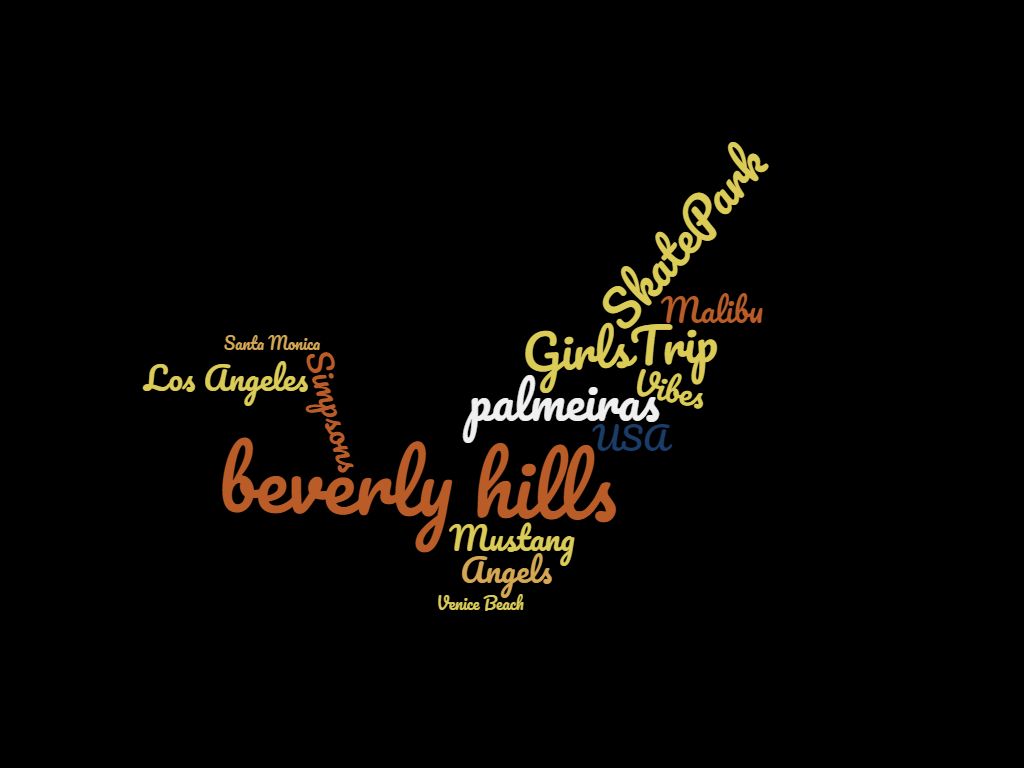 SkatePark
Malibu
GirlsTrip
Santa Monica
Los Angeles
Simpsons
Vibes
palmeiras
USA
beverly hills
Mustang
Angels
Venice Beach